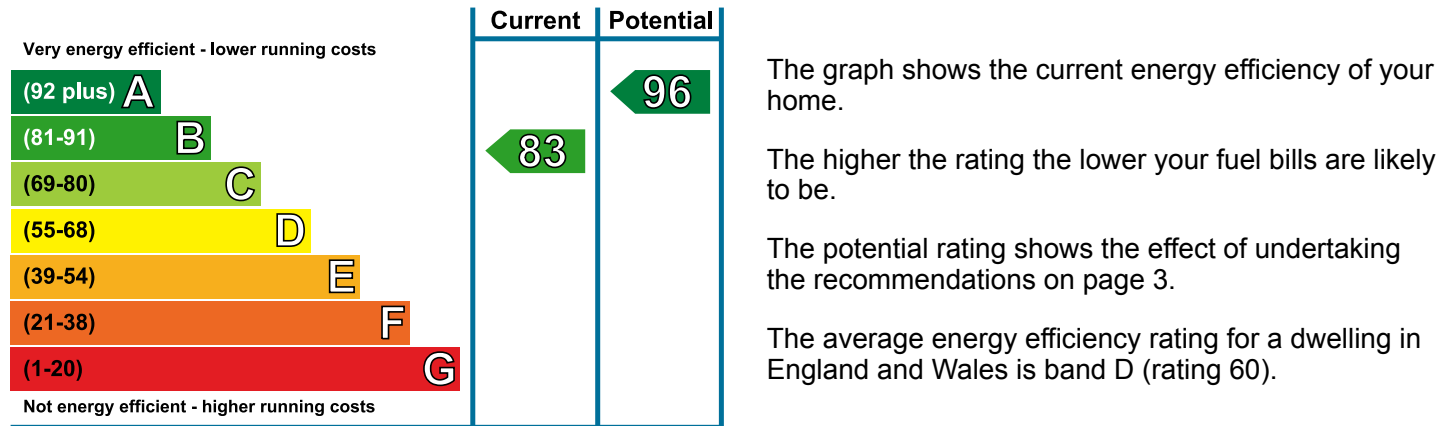 Current Potential
Very energy efficient - lower running costs
(92 plus) A
96
(81-91) B
83
(69-80) C
(55-68) D
(39-54) E
(21-38) F
(1-20) G
Not energy efficient - higher running costs
The graph shows the current energy efficiency of your
home.
The higher the rating the lower your fuel bills are likely
to be.
The potential rating shows the effect of undertaking
the recommendations on page 3.
The average energy efficiency rating for a dwelling in
England and Wales is band D (rating 60).